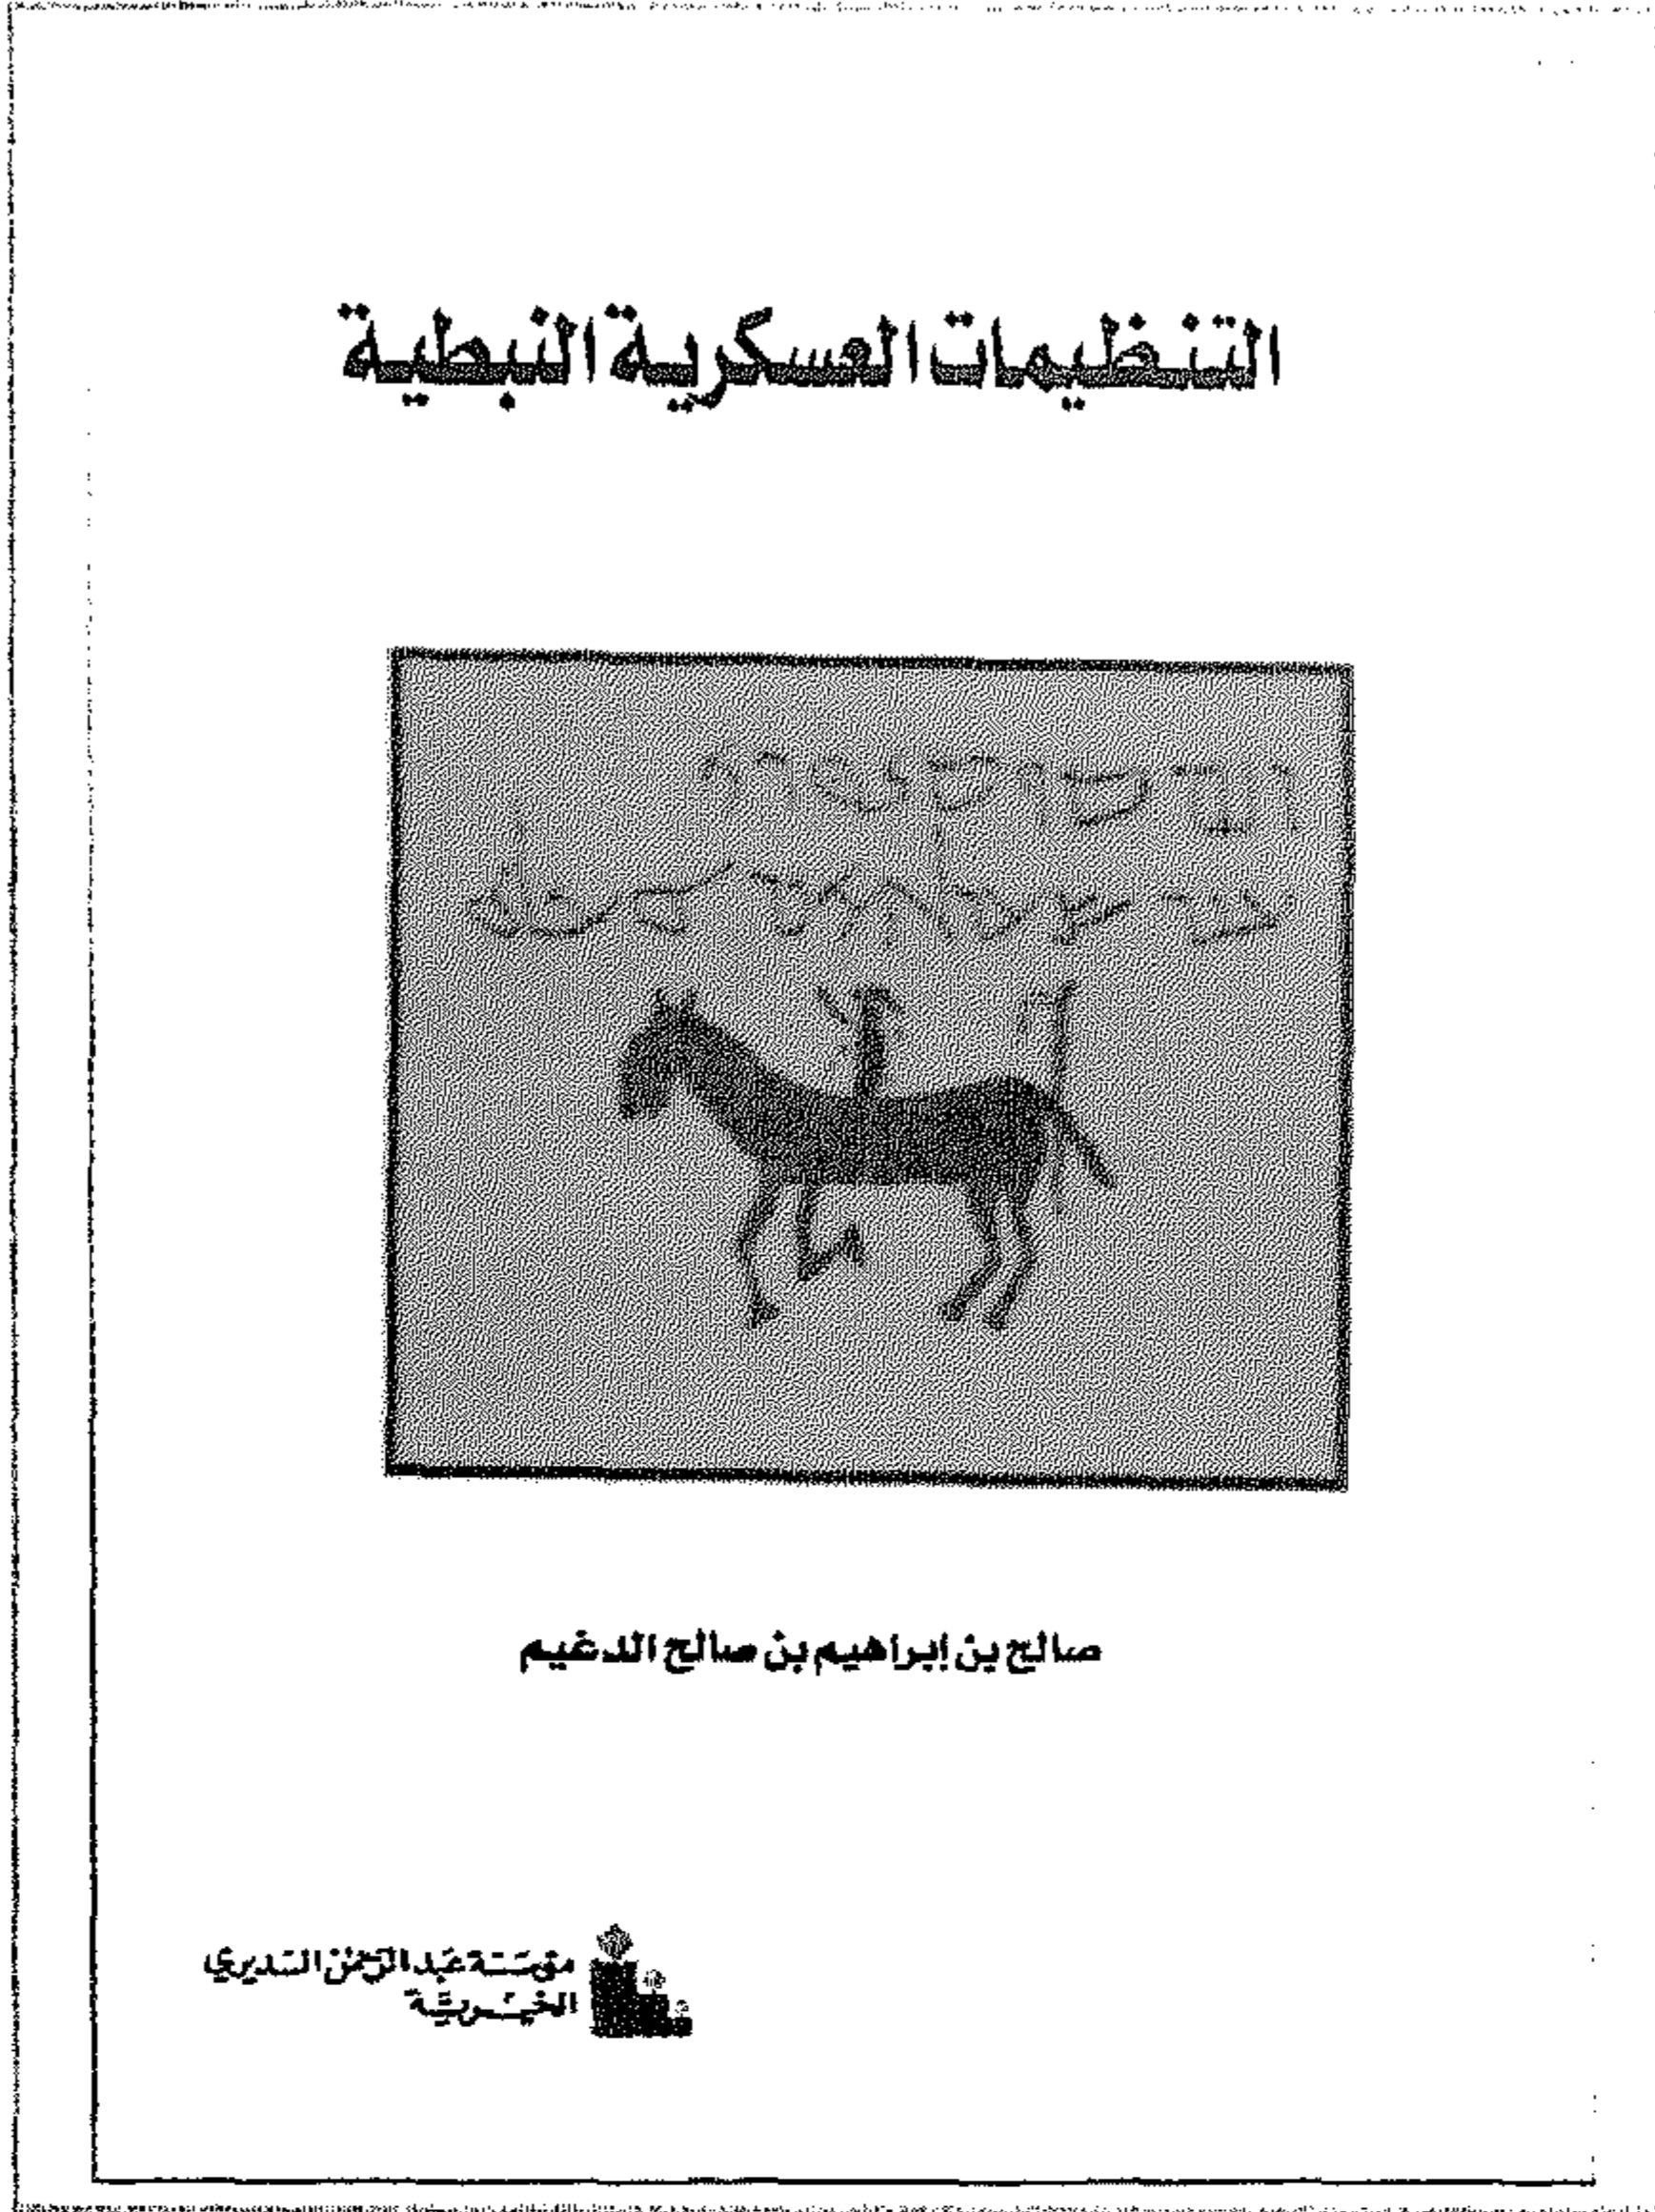 التنظيمات العسكرية النبطية
صالح بن إبراهيم بن صالح الدغيم
مؤسسة عبد الرحمن السديري
الخيرية